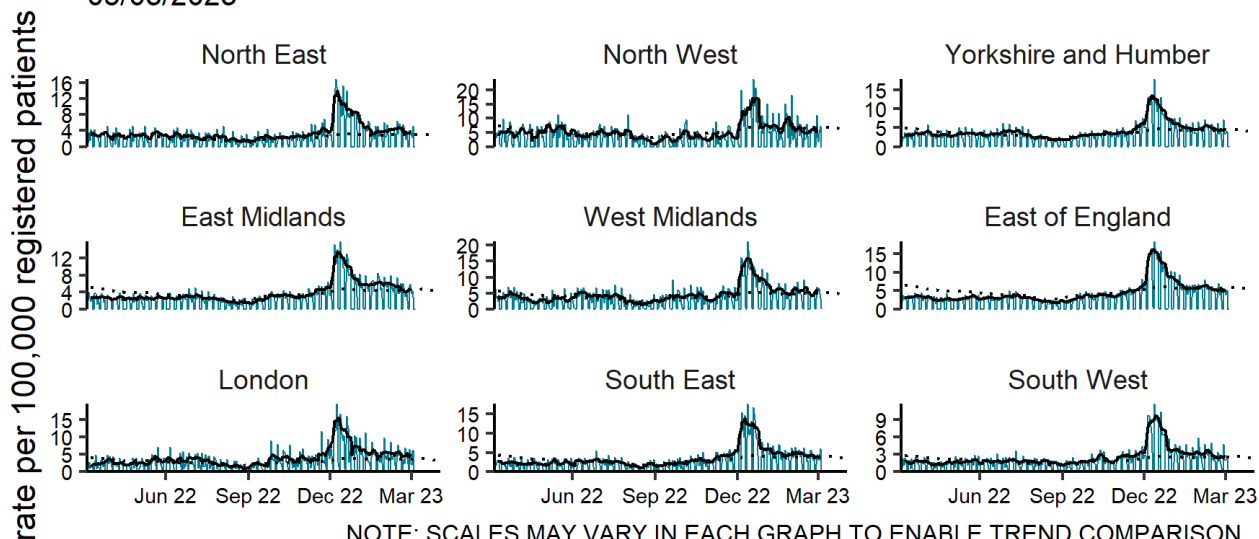 rate per 100,000 registered patients
North East
North West
Yorkshire and Humber
16
12
8
4
0
20
15
10
5
0
15
10
5
0
East Midlands
West Midlands
East of England
12
8
4
0
20
15
10
5
0
15
10
5
0
London
South East
South West
15
10
5
0
15
10
5
0
9
6
3
0
Jun 22 Sep 22 Dec 22 Mar 23
Jun 22 Sep 22 Dec 22 Mar 23
Jun 22 Sep 22 Dec 22 Mar 23
NOTE: SCALES MAY VARY IN EACH GRAPH TO ENABLE TREND COMPARISON